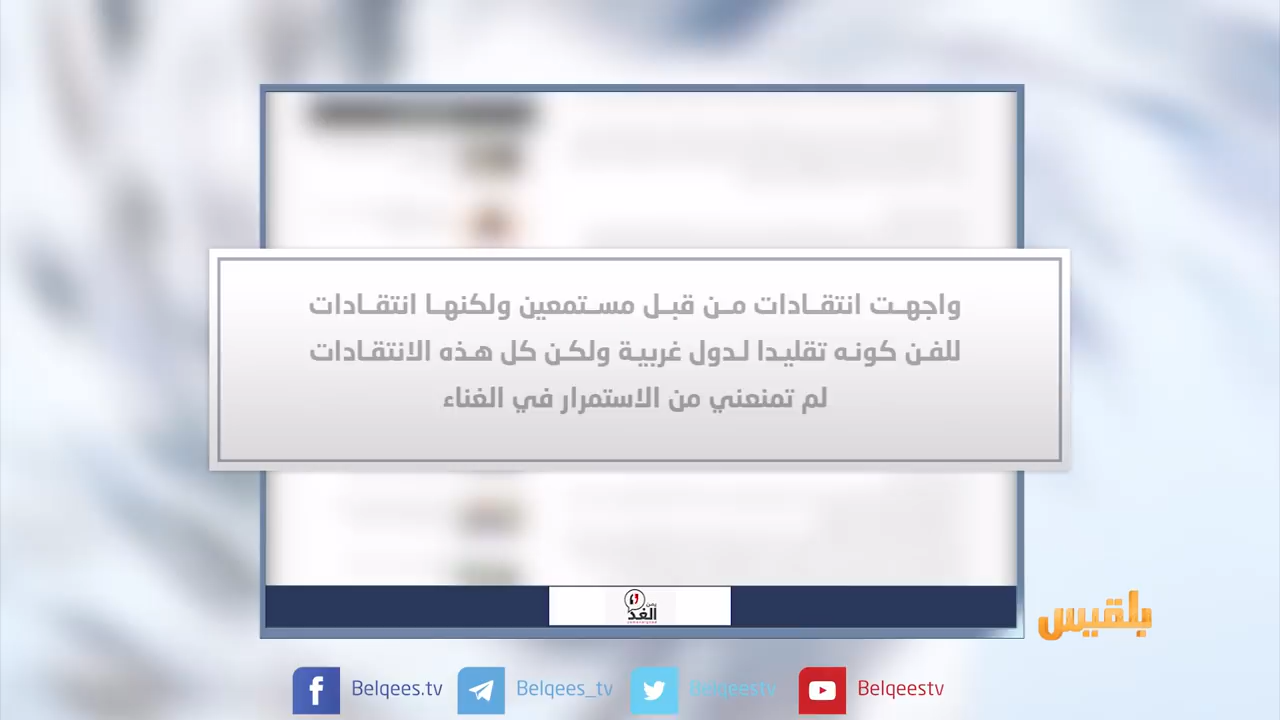 واجهت انتقادات من قبل مستمعين ولكنها انتقادات
للفن كونه تقليدا لدول غربية ولكن كل هذه الانتقادات
لم تمنعني من الاستمرار في الغناء
يمن
الغد
بلقيس
Belqees.tv
Belqees_tv
Belqeestv
Belqeestv